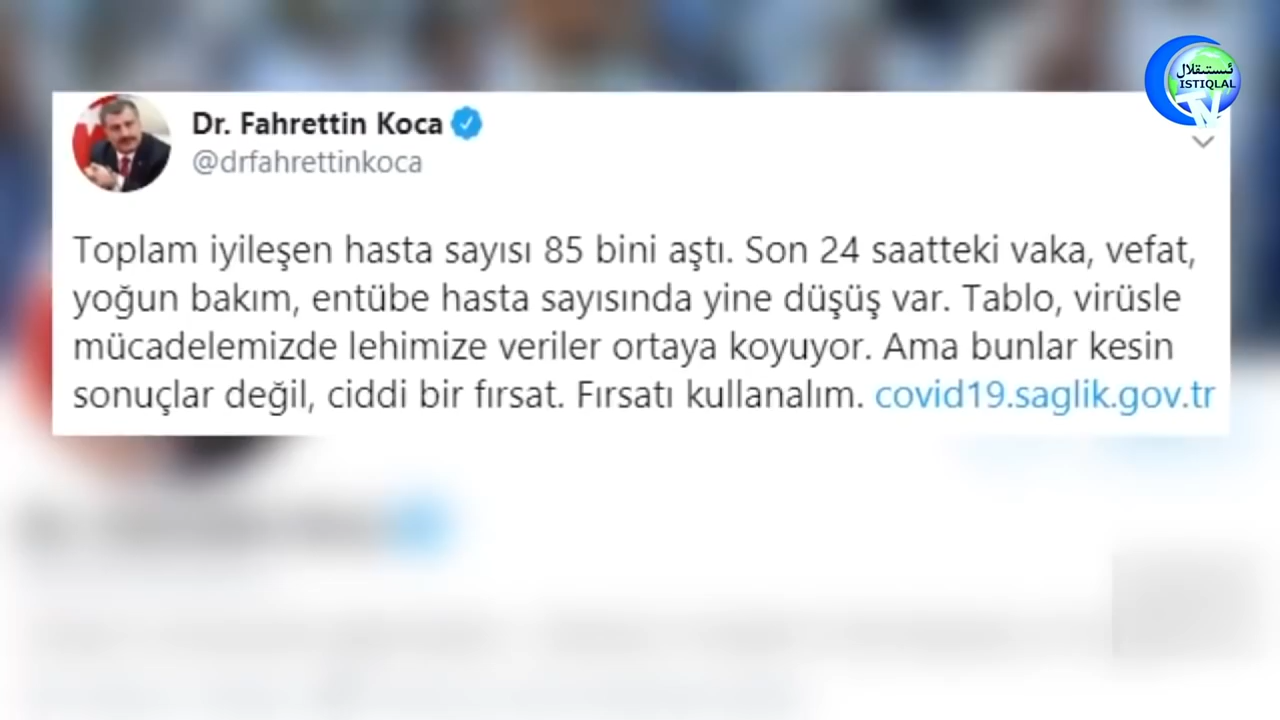 ئىستىقلال
ISTIQLAL
TV
Dr. Fahrettin Koca
@drfahrettinkoca
Toplam iyileşen hasta sayısı 85 bini aştı. Son 24 saatteki vaka, vefat,
yoğun bakım, entübe hasta sayısında yine düşüş var. Tablo, virüsle
mücadelemizde lehimize veriler ortaya koyuyor. Ama bunlar kesin
sonuçlar değil, ciddi bir fırsat. Fırsatı kullanalım. covid19.saglik.gov.tr